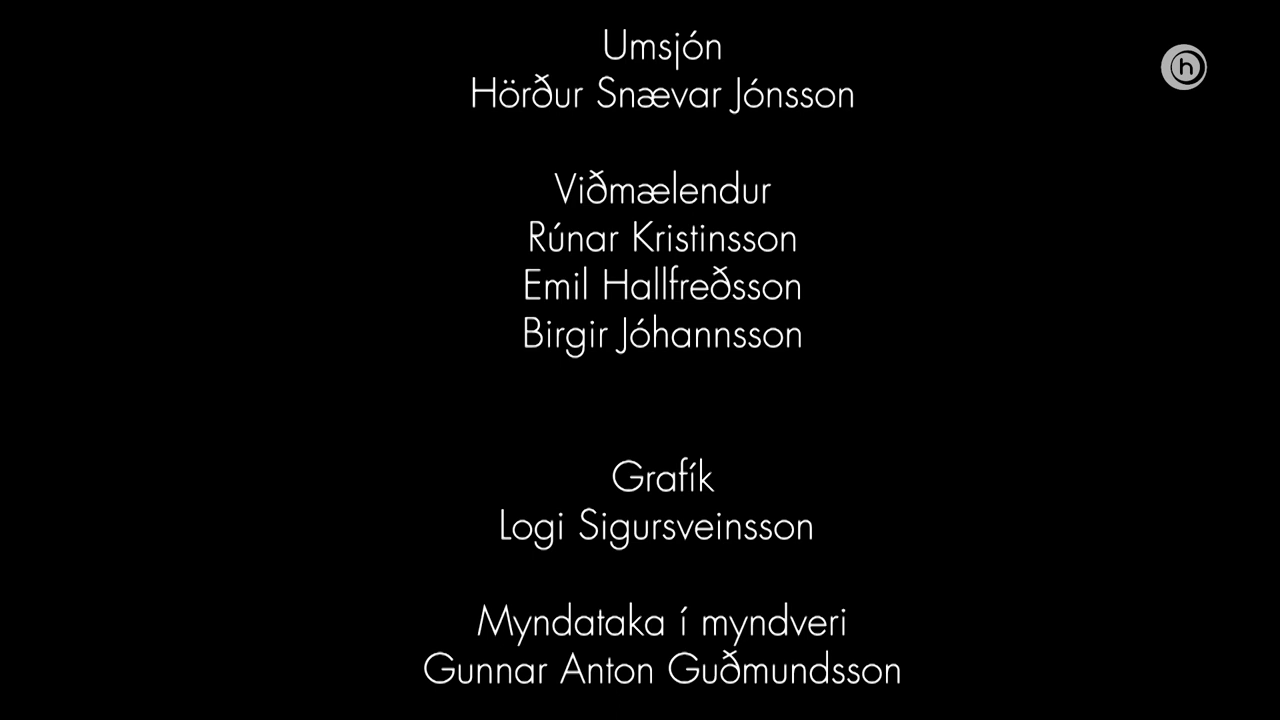 Umsjón
Hörður Snævar Jónsson
Viðmælendur
Rúnar Kristinsson
Emil Hallfreðsson
Birgir Jóhannsson
Grafík
Logi Sigursveinsson
Myndataka í myndveri
Gunnar Anton Guðmundsson
h